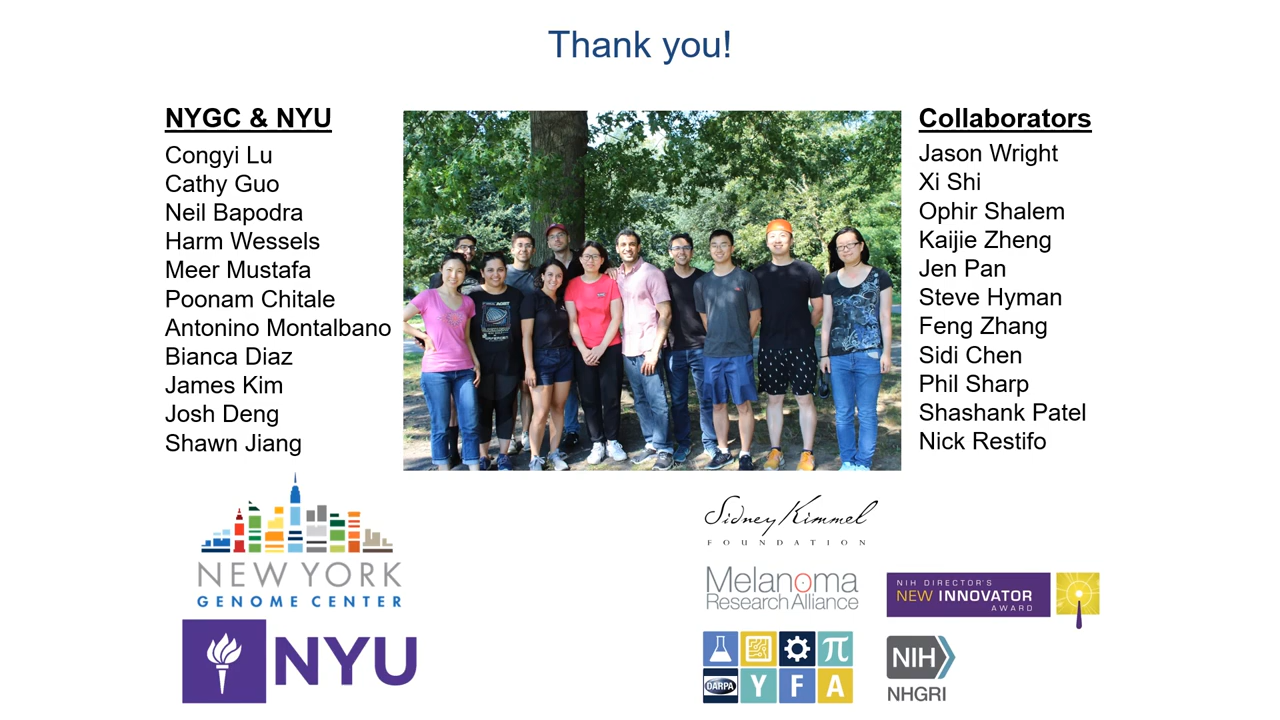 Thank you!
NYGC & NYU
Congyi Lu
Cathy Guo
Neil Bapodra
Harm Wessels
Meer Mustafa
Poonam Chitale
Antonino Montalbano
Bianca Diaz
James Kim
Josh Deng
Shawn Jiang
Collaborators
Jason Wright
Xi Shi
Ophir Shalem
Kaijie Zheng
Jen Pan
Steve Hyman
Feng Zhang
Sidi Chen
Phil Sharp
Shashank Patel
Nick Restifo
NEW YORK
GENOME CENTER
NYU
Sidney Kimmel
FOUNDATION
Melanoma
Research Alliance
NIH DIRECTOR'S
NEW INNOVATOR
AWARD
π
DARPA
Y F A
NIH
NHGRI